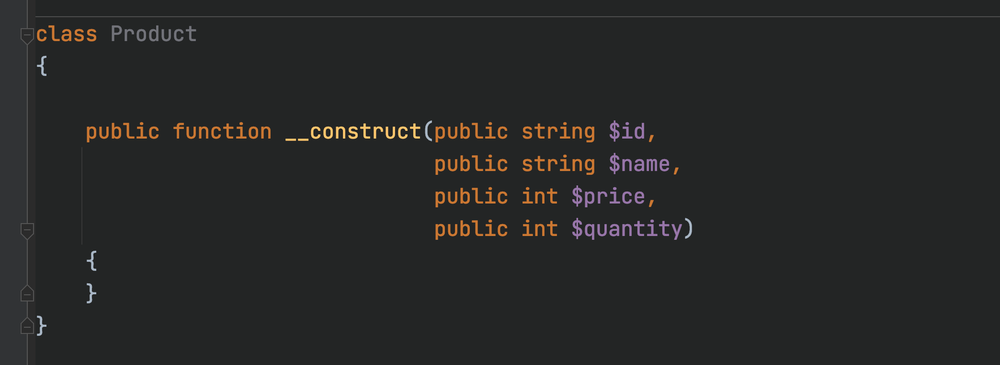 class Product
{
public function __construct(public string $id,
public string $name,
public int $price,
public int $quantity)
{
}
}